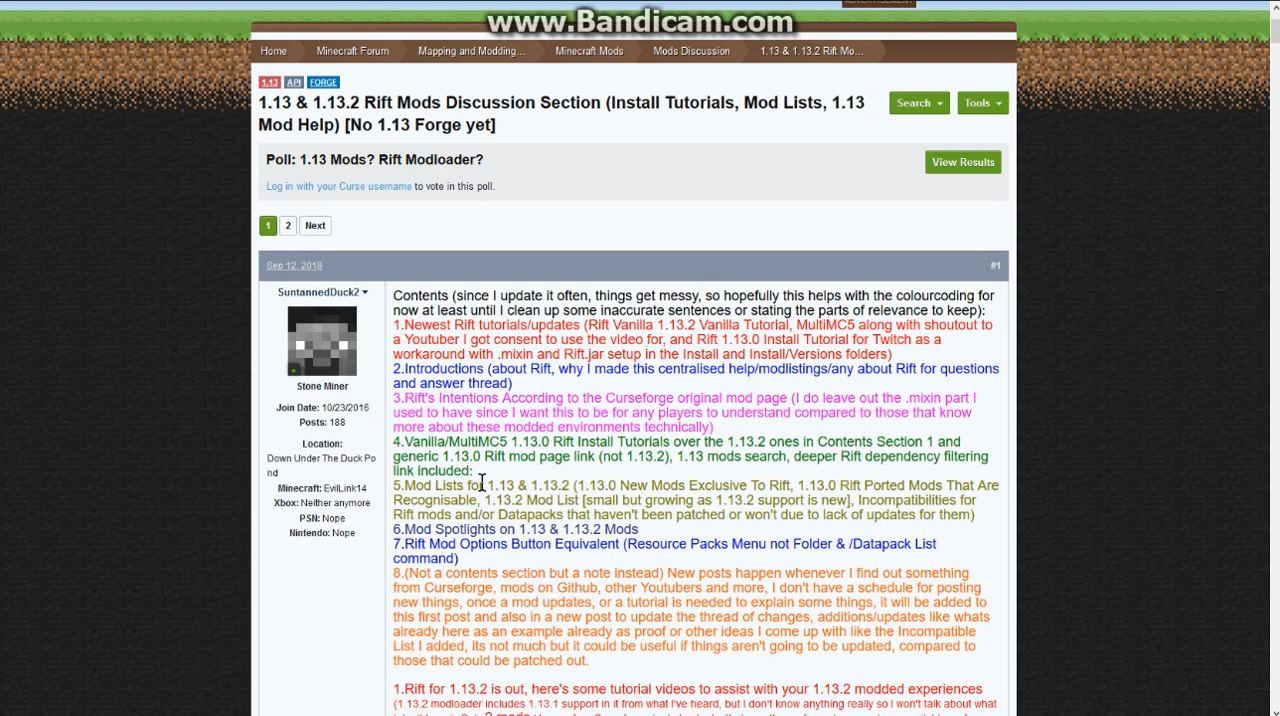 ADVERTISEMENT
www.Bandicam.com
Home Minecraft Forum Mapping and Modding... Minecraft Mods Mods Discussion 1.13 & 1.13.2 Rift Mo...
1.13 API FORGE
1.13 & 1.13.2 Rift Mods Discussion Section (Install Tutorials, Mod Lists, 1.13
Mod Help) [No 1.13 Forge yet]
Search Tools
Poll: 1.13 Mods? Rift Modloader?
View Results
Log in with your Curse username to vote in this poll.
1 2 Next
Sep 12, 2018 #1
SuntannedDuck2
Stone Miner
Join Date: 10/23/2016
Posts: 188
Location:
Down Under The Duck Po
nd
Minecraft: EvilLink14
Xbox: Neither anymore
PSN: Nope
Nintendo: Nope
Contents (since I update it often, things get messy, so hopefully this helps with the colourcoding for
now at least until I clean up some inaccurate sentences or stating the parts of relevance to keep):
1.Newest Rift tutorials/updates (Rift Vanilla 1.13.2 Vanilla Tutorial, MultiMC5 along with shoutout to
a Youtuber I got consent to use the video for, and Rift 1.13.0 Install Tutorial for Twitch as a
workaround with .mixin and Rift.jar setup in the Install and Install/Versions folders)
2.Introductions (about Rift, why I made this centralised help/modlistings/any about Rift for questions
and answer thread)
3.Rift's Intentions According to the Curseforge original mod page (I do leave out the .mixin part I
used to have since I want this to be for any players to understand compared to those that know
more about these modded environments technically)
4.Vanilla/MultiMC5 1.13.0 Rift Install Tutorials over the 1.13.2 ones in Contents Section 1 and
generic 1.13.0 Rift mod page link (not 1.13.2), 1.13 mods search, deeper Rift dependency filtering
link included:
5.Mod Lists for 1.13 & 1.13.2 (1.13.0 New Mods Exclusive To Rift, 1.13.0 Rift Ported Mods That Are
Recognisable, 1.13.2 Mod List [small but growing as 1.13.2 support is new], Incompatibilities for
Rift mods and/or Datapacks that haven't been patched or won't due to lack of updates for them)
6.Mod Spotlights on 1.13 & 1.13.2 Mods
7.Rift Mod Options Button Equivalent (Resource Packs Menu not Folder & /Datapack List
command)
8.(Not a contents section but a note instead) New posts happen whenever I find out something
from Curseforge, mods on Github, other Youtubers and more, I don't have a schedule for posting
new things, once a mod updates, or a tutorial is needed to explain some things, it will be added to
this first post and also in a new post to update the thread of changes, additions/updates like whats
already here as an example already as proof or other ideas I come up with like the Incompatible
List I added, its not much but it could be useful if things aren't going to be updated, compared to
those that could be patched out.
1.Rift for 1.13.2 is out, here's some tutorial videos to assist with your 1.13.2 modded experiences
(1.13.2 modloader includes 1.13.1 support in it from what I've heard, but I don't know anything really so I won't talk about what